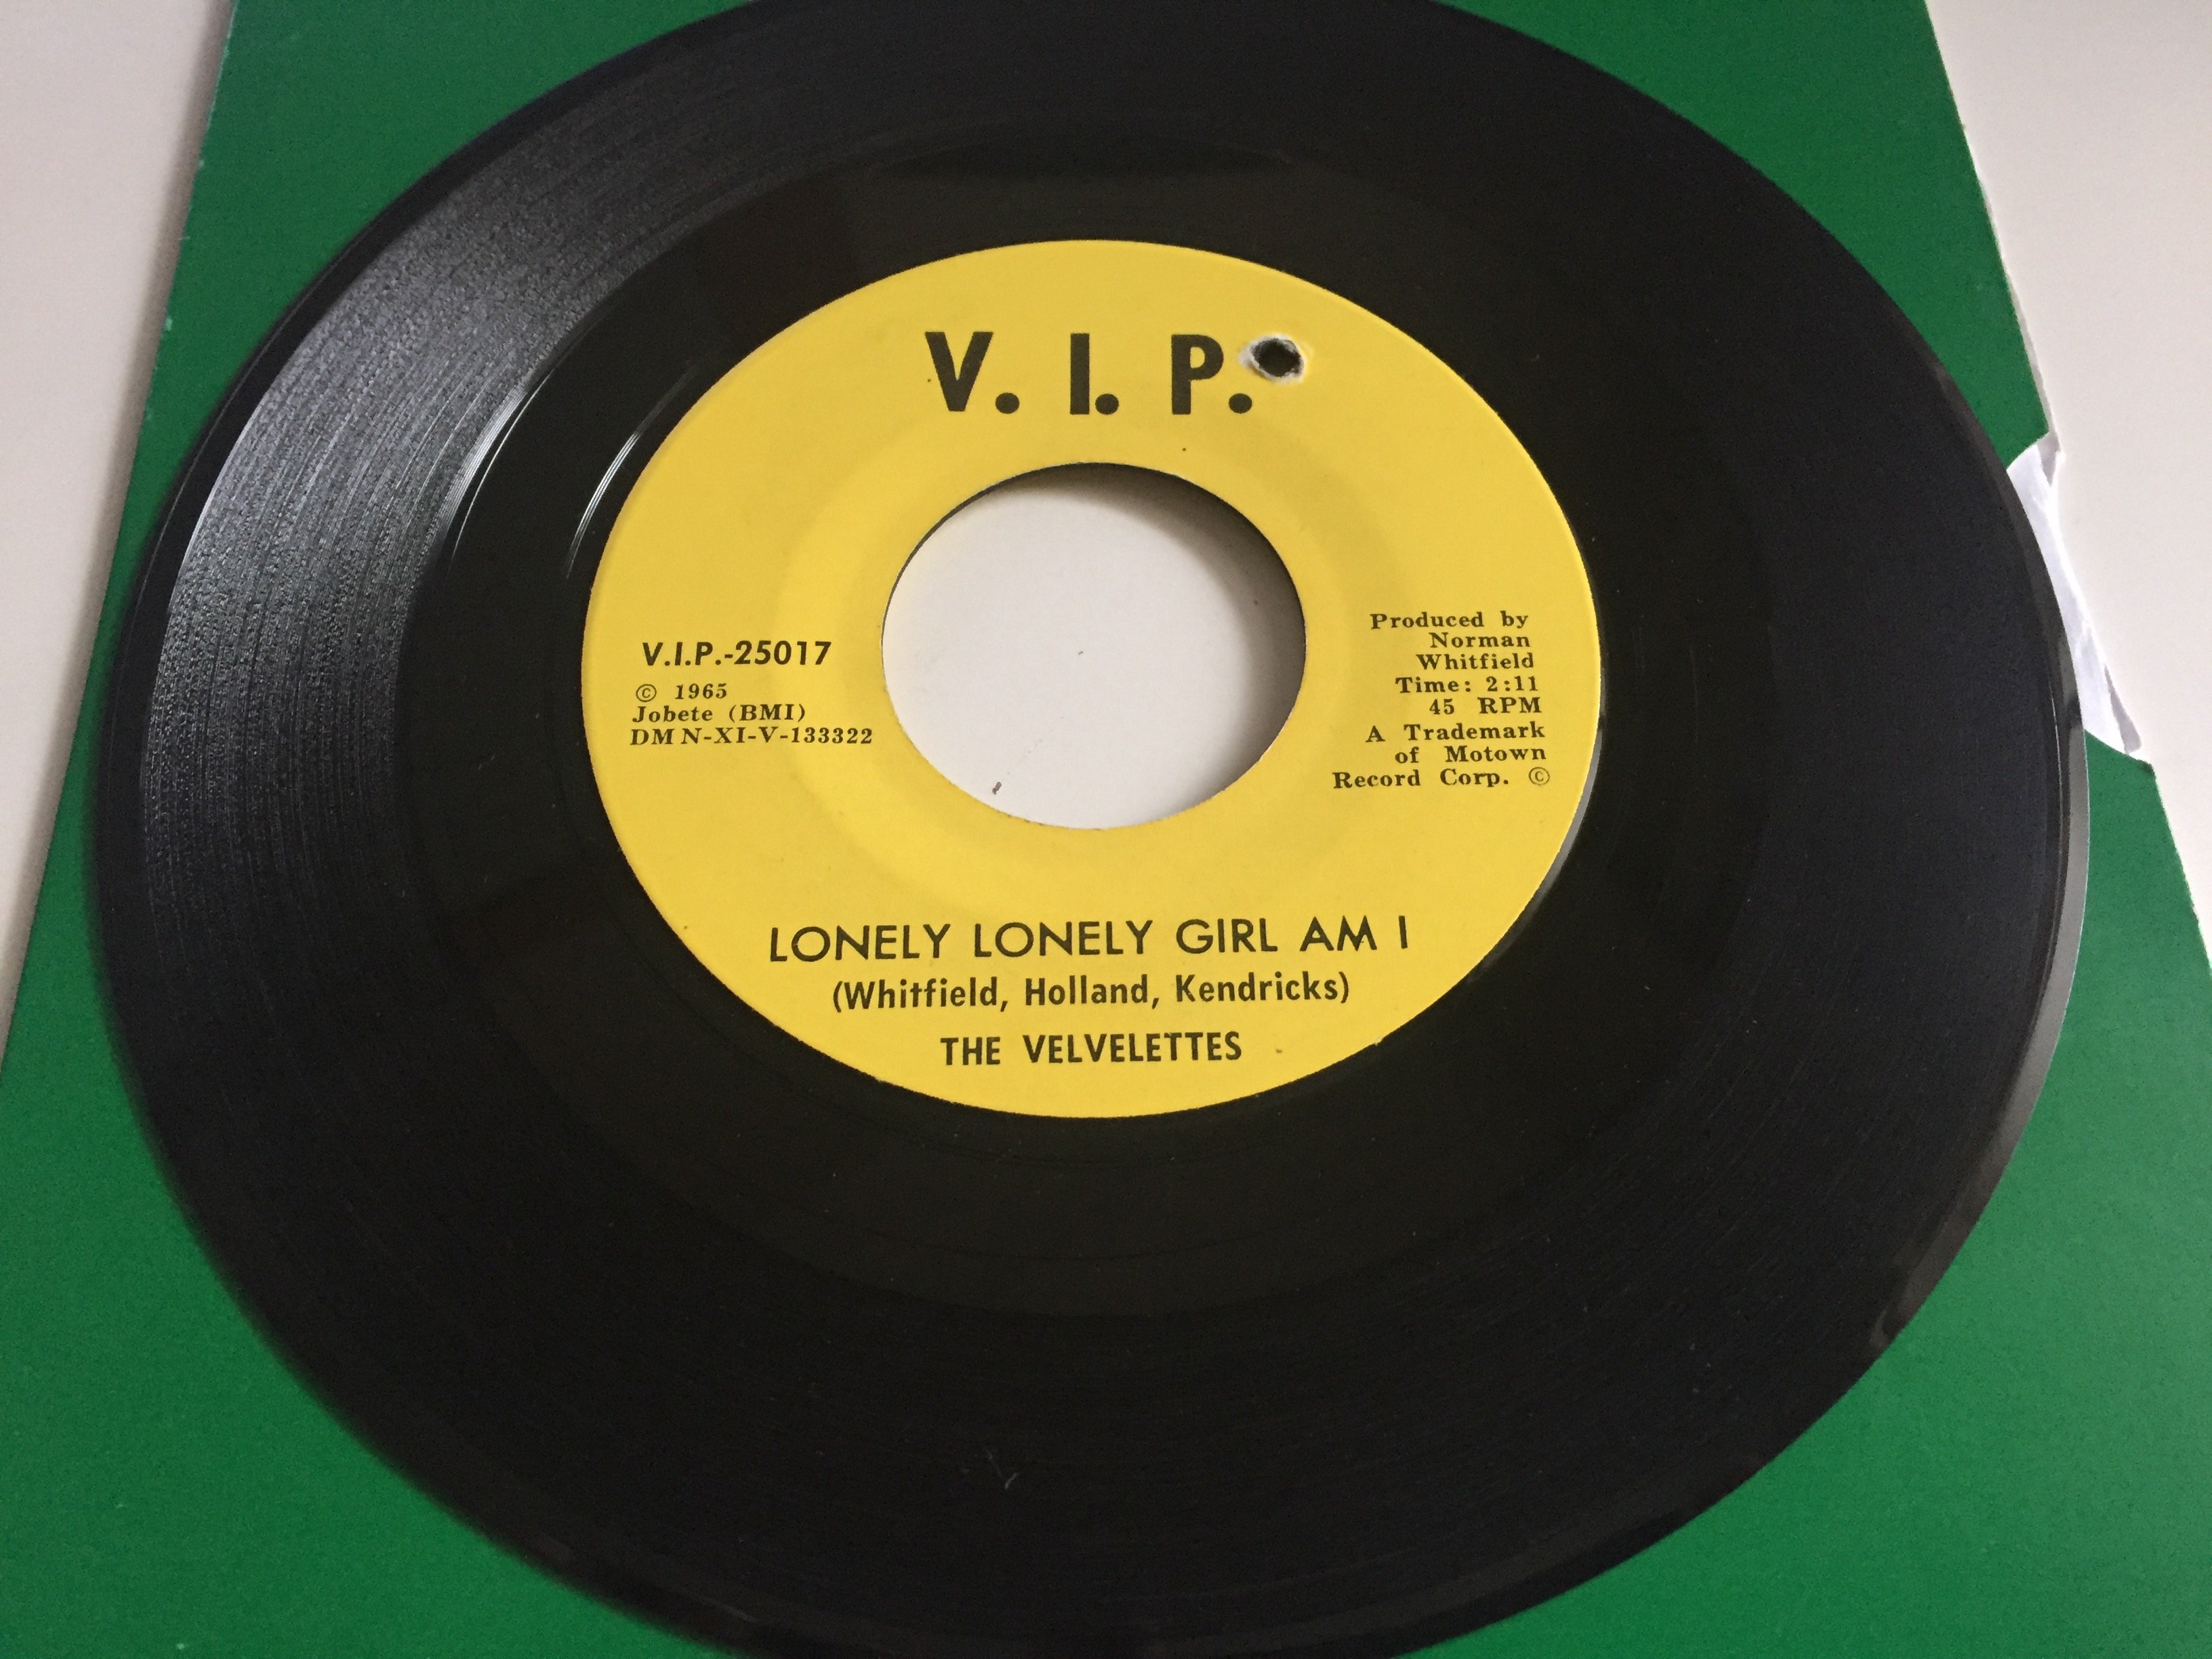 V. I. P.
V.I.P.-25017
© 1965
Jobete (BMI)
DM N-XI-V-133322
Produced by
Norman
Whitfield
Time: 2:11
45 RPM
A Trademark
of Motown
Record Corp. ©
LONELY LONELY GIRL AM I
(Whitfield, Holland, Kendricks)
THE VELVELETTES